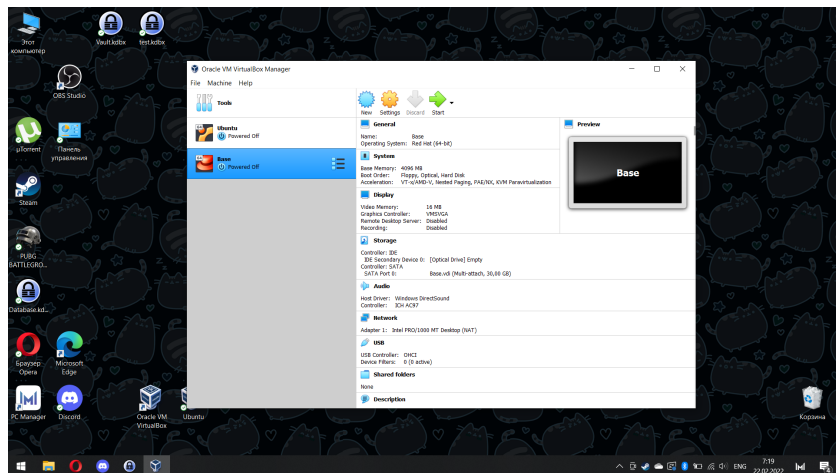 Этот
компьютер
Vault.kdbx
test.kdbx
OBS Studio
µTorrent
Панель
управления
Steam
PUBG
BATTLEGRO...
Database.kd...
Браузер
Opera
Microsoft
Edge
PC Manager
Discord
Oracle VM
VirtualBox
Ubuntu
Корзина
Oracle VM VirtualBox Manager
File Machine Help
Tools
New Settings Discard Start
Ubuntu
Powered Off
Base
Powered Off
General
Name: Base
Operating System: Red Hat (64-bit)
System
Base Memory: 4096 MB
Boot Order: Floppy, Optical, Hard Disk
Acceleration: VT-x/AMD-V, Nested Paging, PAE/NX, KVM Paravirtualization
Display
Video Memory: 16 MB
Graphics Controller: VMSVGA
Remote Desktop Server: Disabled
Recording: Disabled
Storage
Controller: IDE
IDE Secondary Device 0: [Optical Drive] Empty
Controller: SATA
SATA Port 0: Base.vdi (Multi-attach, 30,00 GB)
Audio
Host Driver: Windows DirectSound
Controller: ICH AC97
Network
Adapter 1: Intel PRO/1000 MT Desktop (NAT)
USB
USB Controller: OHCI
Device Filters: 0 (0 active)
Shared folders
None
Description
Preview
Base
ENG
7:19
22.02.2022